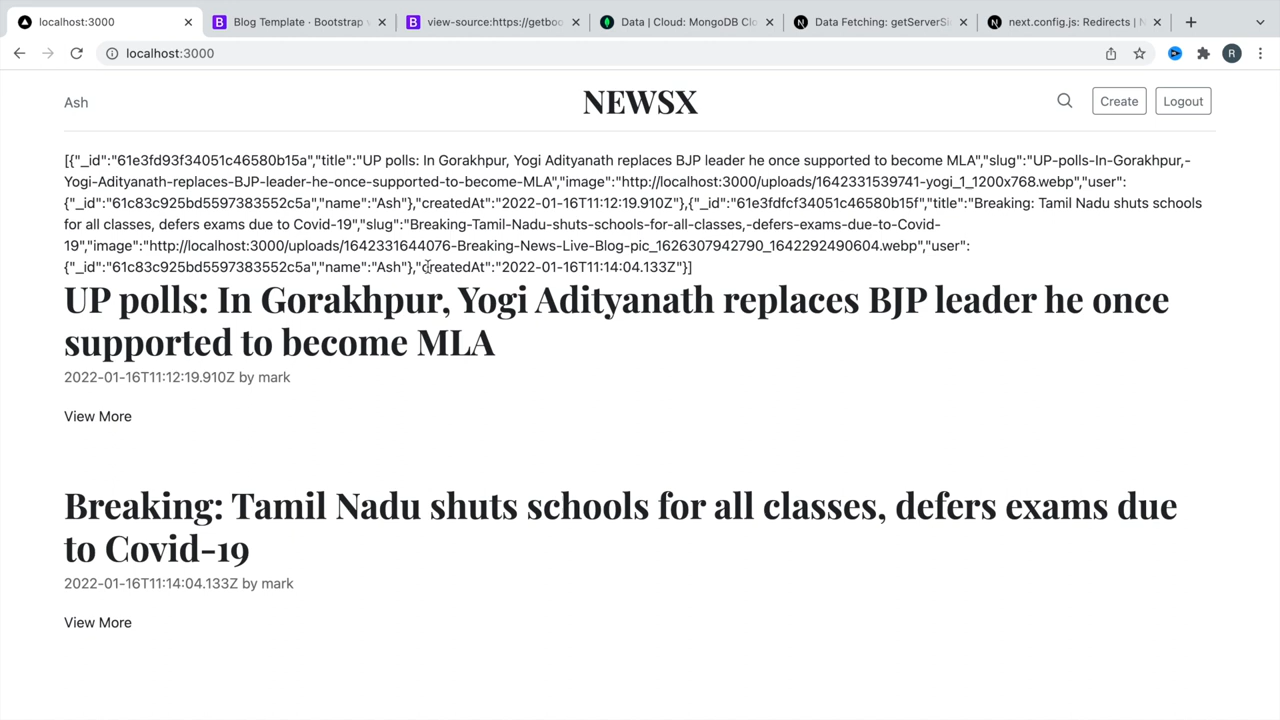 localhost:3000
Blog Template · Bootstrap v
view-source:https://getboo
Data | Cloud: MongoDB Clo
Data Fetching: getServerSi
next.config.js: Redirects | N
localhost:3000
R
Ash
NEWSX
Create
Logout
[{"_id":"61e3fd93f34051c46580b15a","title":"UP polls: In Gorakhpur, Yogi Adityanath replaces BJP leader he once supported to become MLA","slug":"UP-polls-In-Gorakhpur,-
Yogi-Adityanath-replaces-BJP-leader-he-once-supported-to-become-MLA","image":"http://localhost:3000/uploads/1642331539741-yogi_1_1200x768.webp","user":
{"_id":"61c83c925bd5597383552c5a","name":"Ash"},"createdAt":"2022-01-16T11:12:19.910Z"},{"_id":"61e3fdfcf34051c46580b15f","title":"Breaking: Tamil Nadu shuts schools
for all classes, defers exams due to Covid-19","slug":"Breaking-Tamil-Nadu-shuts-schools-for-all-classes,-defers-exams-due-to-Covid-
19","image":"http://localhost:3000/uploads/1642331644076-Breaking-News-Live-Blog-pic_1626307942790_1642292490604.webp","user":
{"_id":"61c83c925bd5597383552c5a","name":"Ash"},"createdAt":"2022-01-16T11:14:04.133Z"}]
UP polls: In Gorakhpur, Yogi Adityanath replaces BJP leader he once
supported to become MLA
2022-01-16T11:12:19.910Z by mark
View More
Breaking: Tamil Nadu shuts schools for all classes, defers exams due
to Covid-19
2022-01-16T11:14:04.133Z by mark
View More